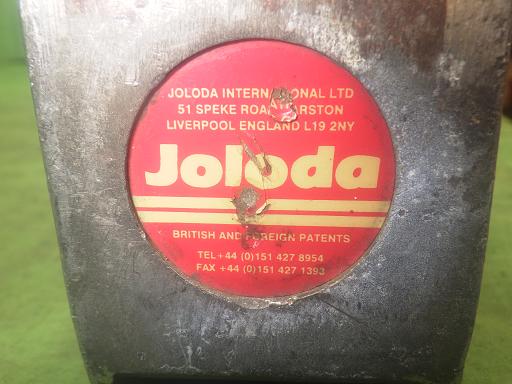 JOLODA INTERNATIONAL LTD
51 SPEKE ROAD GARSTON
LIVERPOOL ENGLAND L19 2NY
Joloda
BRITISH AND FOREIGN PATENTS
TEL +44 (0)151 427 8954
FAX +44 (0)151 427 1393